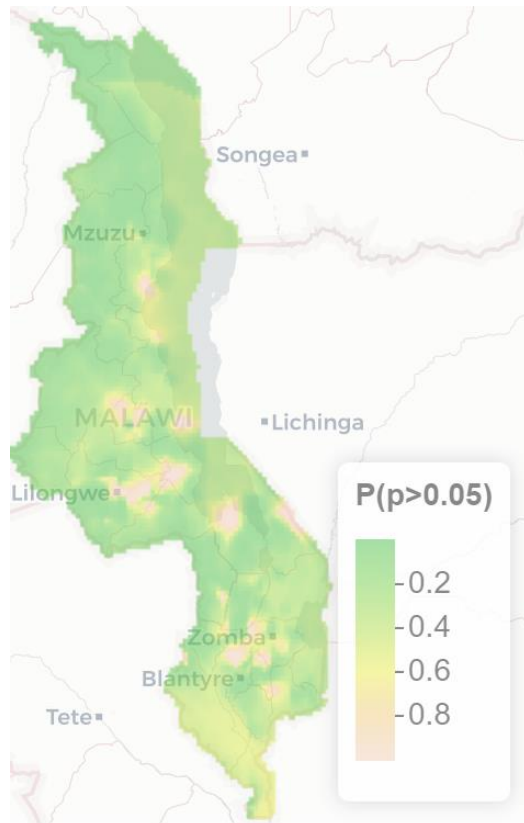 Songea
Mzuzu
MALAWI
Lichinga
Lilongwe
P(p>0.05)
0.2
0.4
0.6
0.8
Zomba
Blantyre
Tete